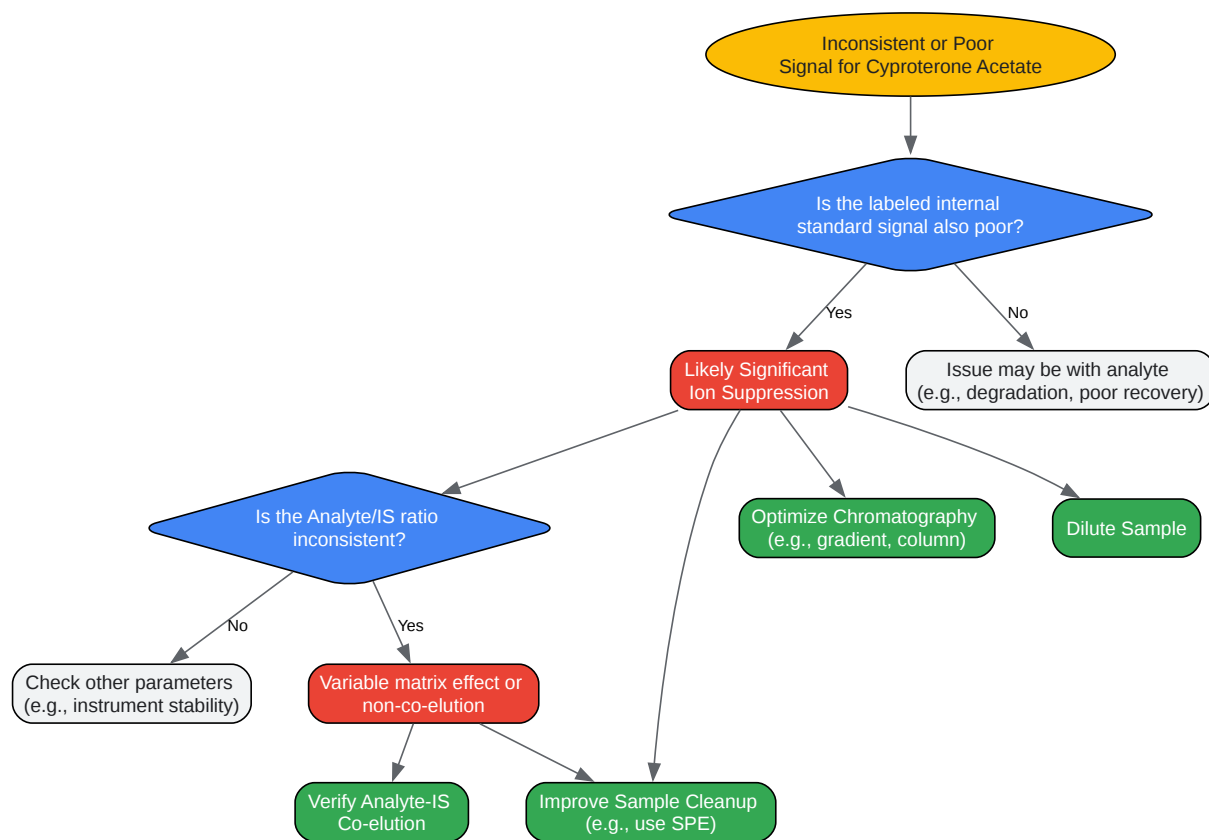 Inconsistent or Poor
Signal for Cyproterone Acetate
Is the labeled internal
standard signal also poor?
Yes
No
Likely Significant
Ion Suppression
Issue may be with analyte
(e.g., degradation, poor recovery)
Is the Analyte/IS ratio
inconsistent?
Optimize Chromatography
(e.g., gradient, column)
Dilute Sample
No
Yes
Check other parameters
(e.g., instrument stability)
Variable matrix effect or
non-co-elution
Verify Analyte-IS
Co-elution
Improve Sample Cleanup
(e.g., use SPE)